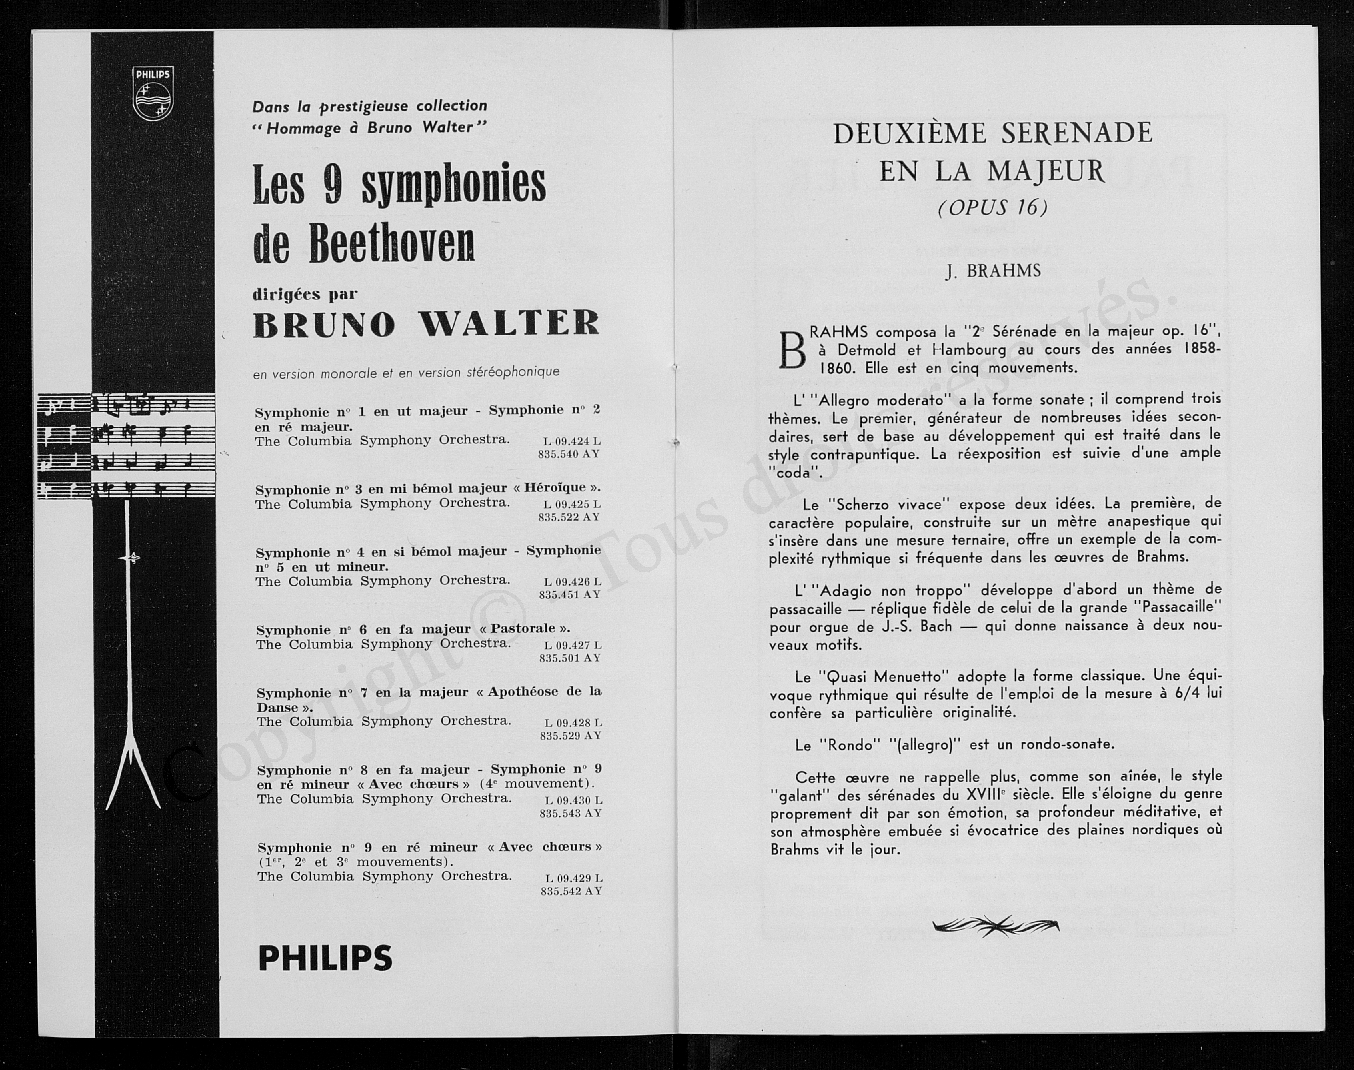 PHILIPS
Dans la prestigieuse collection
“ Hommage à Bruno Walter ”
Les 9 symphonies
de Beethoven
dirigées par
BRUNO WALTER
en version monorale et en version stéréophonique
Symphonie nº 1 en ut majeur - Symphonie nº 2
en ré majeur.
The Columbia Symphony Orchestra. L 09.424 L
835.540 AY
Symphonie nº 3 en mi bémol majeur « Héroïque ».
The Columbia Symphony Orchestra. L 09.425 L
835.522 AY
Symphonie nº 4 en si bémol majeur - Symphonie
nº 5 en ut mineur.
The Columbia Symphony Orchestra. L 09.426 L
835.451 AY
Symphonie nº 6 en fa majeur « Pastorale ».
The Columbia Symphony Orchestra. L 09.427 L
835.501 AY
Symphonie nº 7 en la majeur « Apothéose de la
Danse ».
The Columbia Symphony Orchestra. L 09.428 L
835.529 AY
Symphonie nº 8 en fa majeur - Symphonie nº 9
en ré mineur « Avec chœurs » (4e mouvement).
The Columbia Symphony Orchestra. L 09.430 L
835.543 AY
Symphonie nº 9 en ré mineur « Avec chœurs »
(1er, 2e et 3e mouvements).
The Columbia Symphony Orchestra. L 09.429 L
835.542 AY
PHILIPS
DEUXIÈME SERENADE
EN LA MAJEUR
(OPUS 16)
J. BRAHMS
BRAHMS composa la "2e Sérénade en la majeur op. 16",
à Detmold et Hambourg au cours des années 1858-
1860. Elle est en cinq mouvements.
L' "Allegro moderato" a la forme sonate ; il comprend trois
thèmes. Le premier, générateur de nombreuses idées secon-
daires, sert de base au développement qui est traité dans le
style contrapuntique. La réexposition est suivie d'une ample
"coda".
Le "Scherzo vivace" expose deux idées. La première, de
caractère populaire, construite sur un mètre anapestique qui
s'insère dans une mesure ternaire, offre un exemple de la com-
plexité rythmique si fréquente dans les œuvres de Brahms.
L' "Adagio non troppo" développe d'abord un thème de
passacaille — réplique fidèle de celui de la grande "Passacaille"
pour orgue de J.-S. Bach — qui donne naissance à deux nou-
veaux motifs.
Le "Quasi Menuetto" adopte la forme classique. Une équi-
voque rythmique qui résulte de l'emploi de la mesure à 6/4 lui
confère sa particulière originalité.
Le "Rondo" "(allegro)" est un rondo-sonate.
Cette œuvre ne rappelle plus, comme son aînée, le style
"galant" des sérénades du XVIIIe siècle. Elle s'éloigne du genre
proprement dit par son émotion, sa profondeur méditative, et
son atmosphère embuée si évocatrice des plaines nordiques où
Brahms vit le jour.
Copyright © - Tous droits réservés.